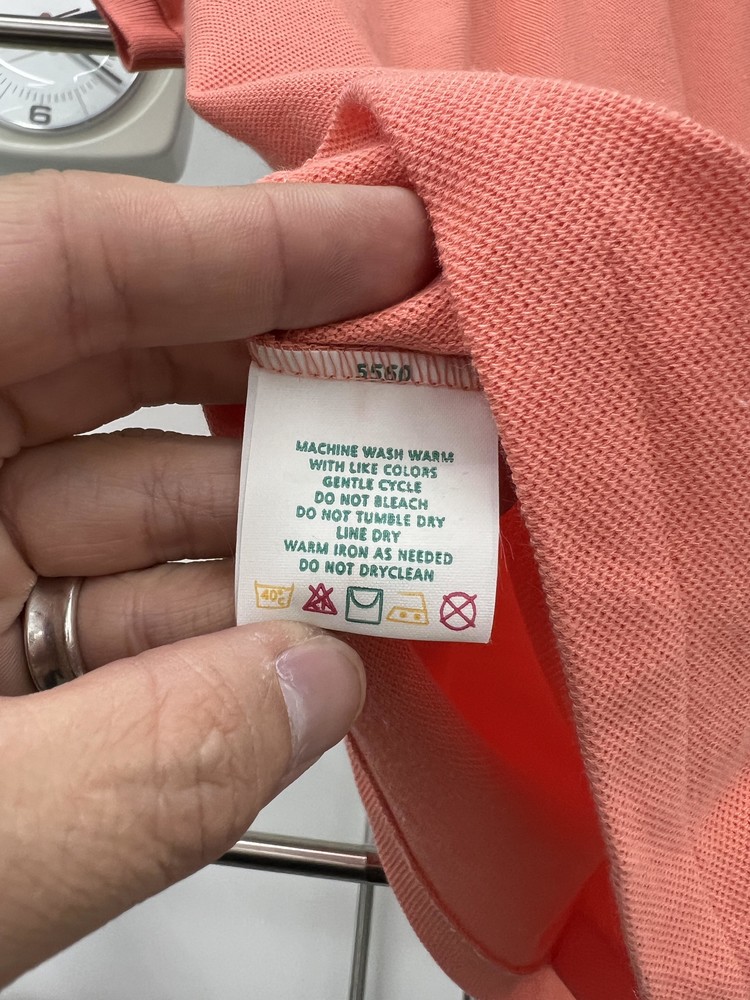 6
5550
MACHINE WASH WARM
WITH LIKE COLORS
GENTLE CYCLE
DO NOT BLEACH
DO NOT TUMBLE DRY
LINE DRY
WARM IRON AS NEEDED
DO NOT DRYCLEAN
40°C